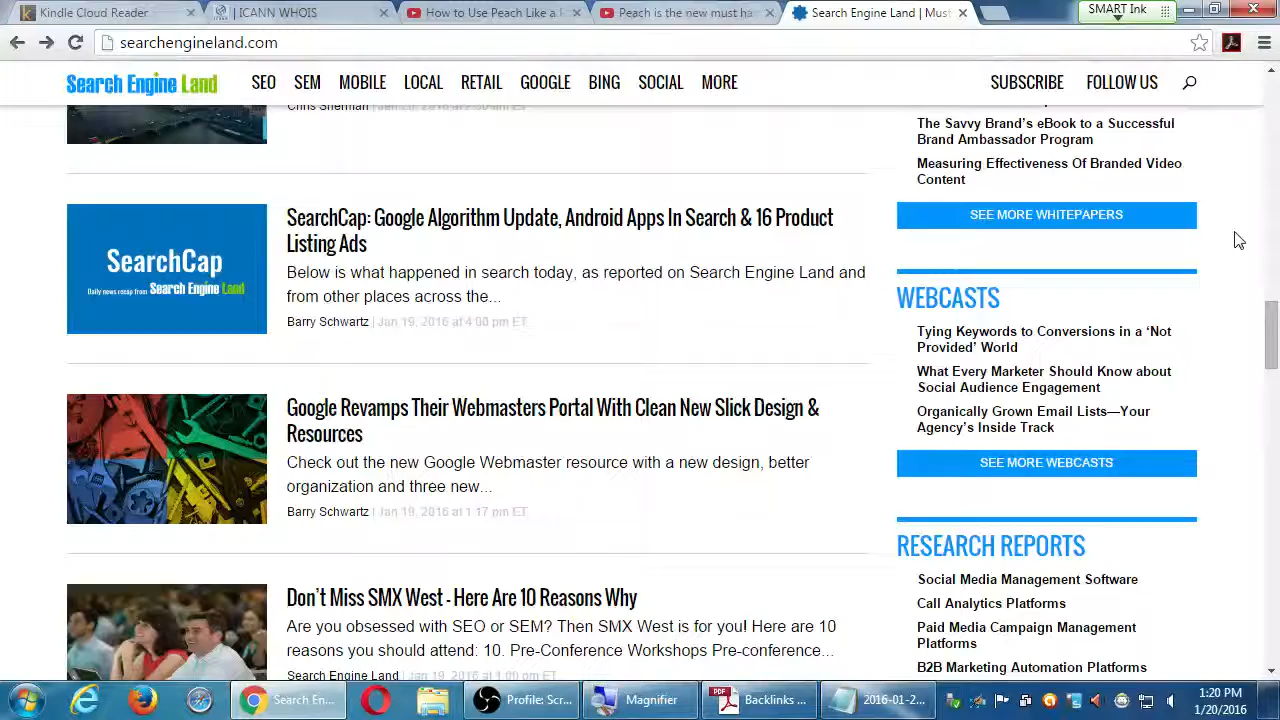 Kindle Cloud Reader
| ICANN WHOIS
How to Use Peach Like a
Peach is the new must ha
Search Engine Land | Must
SMART Ink
searchengineland.com
Search Engine Land
SEO SEM MOBILE LOCAL RETAIL GOOGLE BING SOCIAL MORE
SUBSCRIBE FOLLOW US
Chris Sherman |
SearchCap
Daily news recap from Search Engine Land
SearchCap: Google Algorithm Update, Android Apps In Search & 16 Product
Listing Ads
Below is what happened in search today, as reported on Search Engine Land and
from other places across the...
Barry Schwartz | Jan 19, 2016 at 4:00 pm ET
Google Revamps Their Webmasters Portal With Clean New Slick Design &
Resources
Check out the new Google Webmaster resource with a new design, better
organization and three new...
Barry Schwartz | Jan 19, 2016 at 1:17 pm ET
Don't Miss SMX West - Here Are 10 Reasons Why
Are you obsessed with SEO or SEM? Then SMX West is for you! Here are 10
reasons you should attend: 10. Pre-Conference Workshops Pre-conference...
Search Engine Land | Jan 19, 2016 at 1:00 pm ET
The Savvy Brand's eBook to a Successful
Brand Ambassador Program
Measuring Effectiveness Of Branded Video
Content
SEE MORE WHITEPAPERS
WEBCASTS
Tying Keywords to Conversions in a 'Not
Provided' World
What Every Marketer Should Know about
Social Audience Engagement
Organically Grown Email Lists—Your
Agency's Inside Track
SEE MORE WEBCASTS
RESEARCH REPORTS
Social Media Management Software
Call Analytics Platforms
Paid Media Campaign Management
Platforms
B2B Marketing Automation Platforms
Search En...
Profile: Scr...
Magnifier
PDF
Backlinks ...
2016-01-2...
1:20 PM
1/20/2016